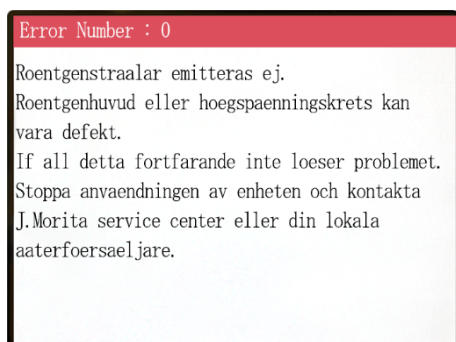 Error Number : 0
Roentgenstraalar emitteras ej.
Roentgenhuvud eller hoegspaenningskrets kan
vara defekt.
If all detta fortfarande inte loeser problemet.
Stoppa anvaendningen av enheten och kontakta
J.Morita service center eller din lokala
aaterfoersaeljare.